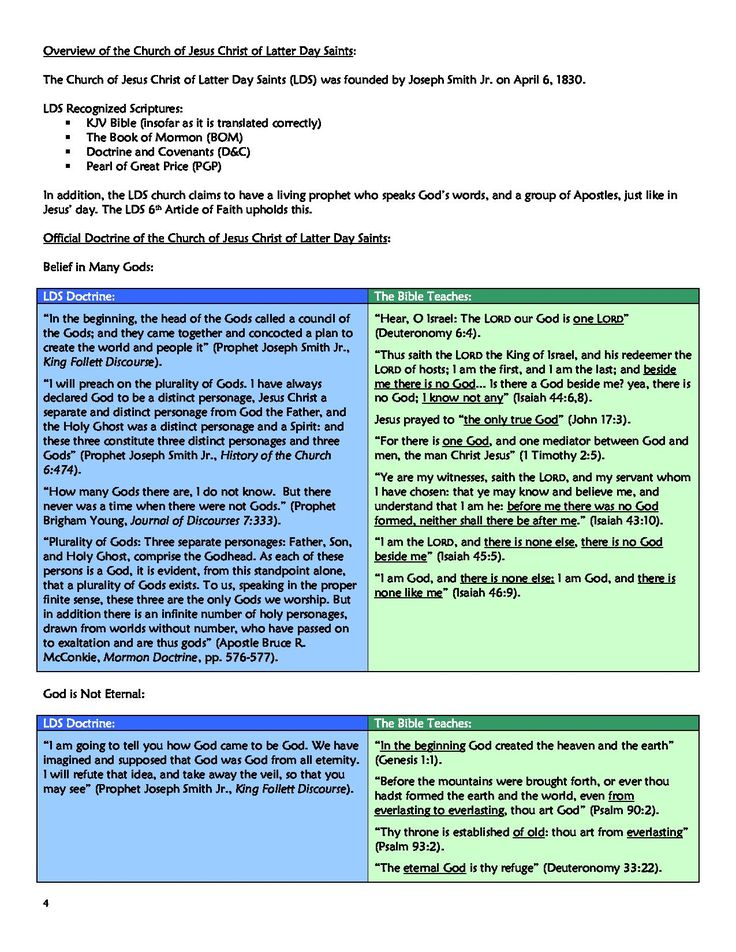 Overview of the Church of Jesus Christ of Latter Day Saints:
The Church of Jesus Christ of Latter Day Saints (LDS) was founded by Joseph Smith Jr. on April 6, 1830.
LDS Recognized Scriptures:
▪ KJV Bible (insofar as it is translated correctly)
▪ The Book of Mormon (BOM)
▪ Doctrine and Covenants (D&C)
▪ Pearl of Great Price (PGP)
In addition, the LDS church claims to have a living prophet who speaks God's words, and a group of Apostles, just like in
Jesus' day. The LDS 6th Article of Faith upholds this.
Official Doctrine of the Church of Jesus Christ of Latter Day Saints:
Belief in Many Gods:
LDS Doctrine:
"In the beginning, the head of the Gods called a council of
the Gods; and they came together and concocted a plan to
create the world and people it" (Prophet Joseph Smith Jr.,
King Follett Discourse).
"I will preach on the plurality of Gods. I have always
declared God to be a distinct personage, Jesus Christ a
separate and distinct personage from God the Father, and
the Holy Ghost was a distinct personage and a Spirit: and
these three constitute three distinct personages and three
Gods" (Prophet Joseph Smith Jr., History of the Church
6:474).
"How many Gods there are, I do not know.  But there
never was a time when there were not Gods." (Prophet
Brigham Young, Journal of Discourses 7:333).
"Plurality of Gods: Three separate personages: Father, Son,
and Holy Ghost, comprise the Godhead. As each of these
persons is a God, it is evident, from this standpoint alone,
that a plurality of Gods exists. To us, speaking in the proper
finite sense, these three are the only Gods we worship. But
in addition there is an infinite number of holy personages,
drawn from worlds without number, who have passed on
to exaltation and are thus gods" (Apostle Bruce R.
McConkie, Mormon Doctrine, pp. 576-577).
The Bible Teaches:
"Hear, O Israel: The LORD our God is one LORD"
(Deuteronomy 6:4).
"Thus saith the LORD the King of Israel, and his redeemer the
LORD of hosts; I am the first, and I am the last; and beside
me there is no God... Is there a God beside me? yea, there is
no God; I know not any" (Isaiah 44:6,8).
Jesus prayed to "the only true God" (John 17:3).
"For there is one God, and one mediator between God and
men, the man Christ Jesus" (1 Timothy 2:5).
"Ye are my witnesses, saith the LORD, and my servant whom
I have chosen: that ye may know and believe me, and
understand that I am he: before me there was no God
formed, neither shall there be after me." (Isaiah 43:10).
"I am the LORD, and there is none else, there is no God
beside me" (Isaiah 45:5).
"I am God, and there is none else; I am God, and there is
none like me" (Isaiah 46:9).
God is Not Eternal:
LDS Doctrine:
"I am going to tell you how God came to be God. We have
imagined and supposed that God was God from all eternity.
I will refute that idea, and take away the veil, so that you
may see" (Prophet Joseph Smith Jr., King Follett Discourse).
The Bible Teaches:
"In the beginning God created the heaven and the earth"
(Genesis 1:1).
"Before the mountains were brought forth, or ever thou
hadst formed the earth and the world, even from
everlasting to everlasting, thou art God" (Psalm 90:2).
"Thy throne is established of old: thou art from everlasting"
(Psalm 93:2).
"The eternal God is thy refuge" (Deuteronomy 33:22).
4